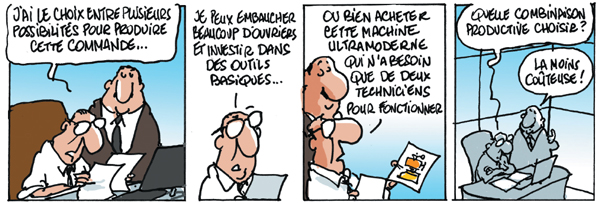 J'AI LE CHOIX ENTRE PLUSIEURS
POSSIBILITÉS POUR PRODUIRE
CETTE COMMANDE...
JE PEUX EMBAUCHER
BEAUCOUP D'OUVRIERS
ET INVESTIR DANS
DES OUTILS
BASIQUES...
OU BIEN ACHETER
CETTE MACHINE
ULTRAMODERNE
QUI N'A BESOIN
QUE DE DEUX
TECHNICIENS
POUR FONCTIONNER
QUELLE COMBINAISON
PRODUCTIVE CHOISIR?
LA MOINS
COÛTEUSE!